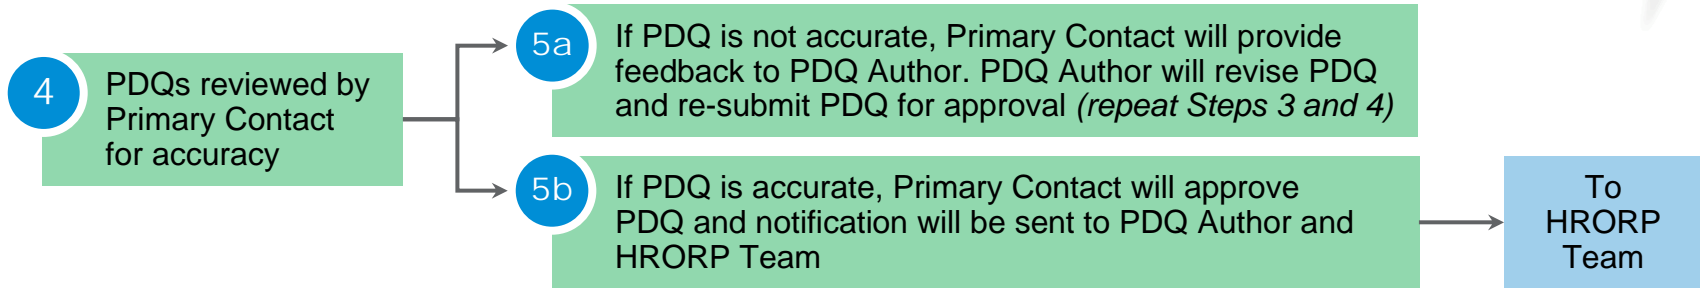 4
PDQs reviewed by
Primary Contact
for accuracy
5a
If PDQ is not accurate, Primary Contact will provide
feedback to PDQ Author. PDQ Author will revise PDQ
and re-submit PDQ for approval (repeat Steps 3 and 4)
5b
If PDQ is accurate, Primary Contact will approve
PDQ and notification will be sent to PDQ Author and
HRORP Team
To
HRORP
Team